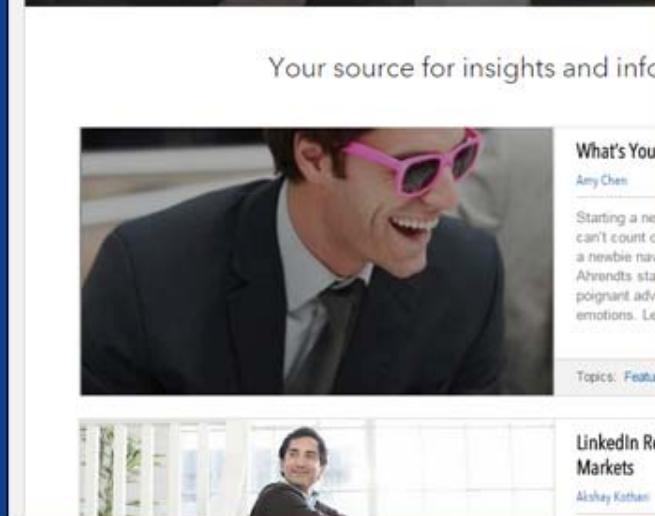 Your source for insights and info
What's You
Amy Chen
Starting a ne
can't count o
a newbie nav
Ahrendts sta
poignant adv
emotions. Le
Topics: Featu
LinkedIn Re
Markets
Akshay Kothari